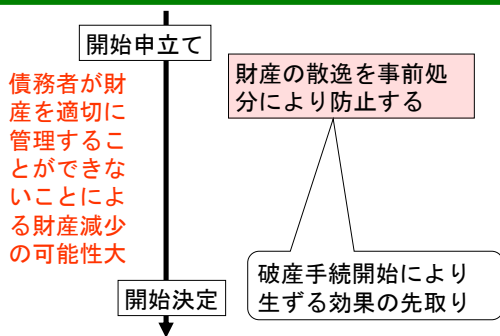 開始申立て
債務者が財
産を適切に
管理するこ
とができな
いことによ
る財産減少
の可能性大
財産の散逸を事前処
分により防止する
破産手続開始により
生ずる効果の先取り
開始決定